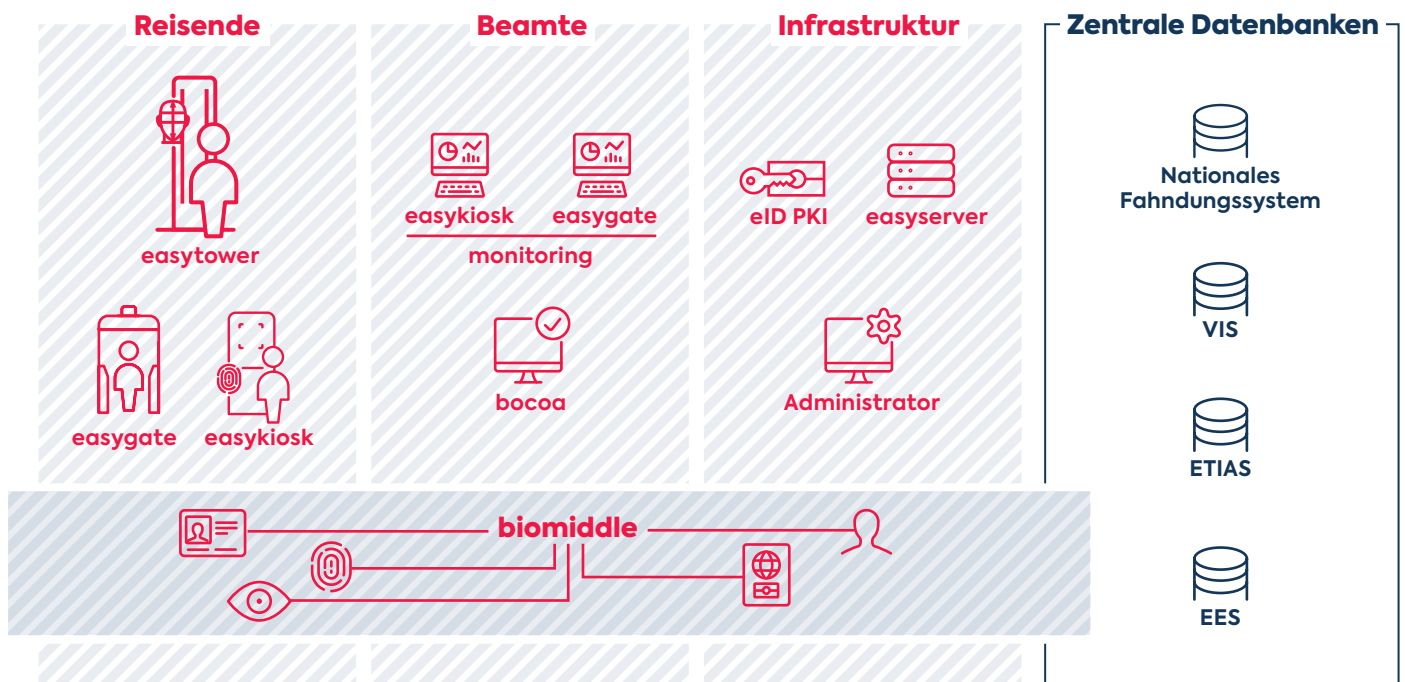 Reisende
easytower
easygate
easykiosk
Beamte
easykiosk
easygate
monitoring
bocoa
Infrastruktur
eID PKI
easyserver
Administrator
Zentrale Datenbanken
Nationales
Fahndungssystem
VIS
ETIAS
EES
biomiddle